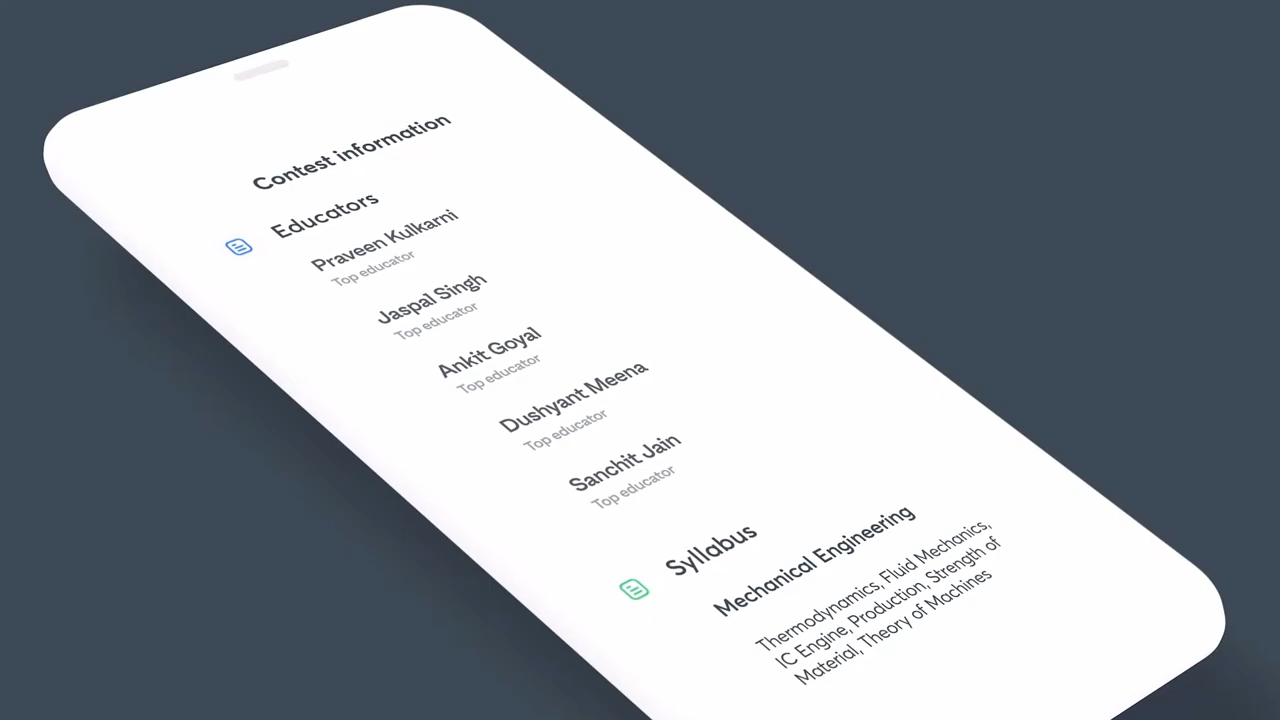 Contest information
Educators
Praveen Kulkarni
Top educator
Jaspal Singh
Top educator
Ankit Goyal
Top educator
Dushyant Meena
Top educator
Sanchit Jain
Top educator
Syllabus
Mechanical Engineering
Thermodynamics, Fluid Mechanics,
IC Engine, Production, Strength of
Material, Theory of Machines